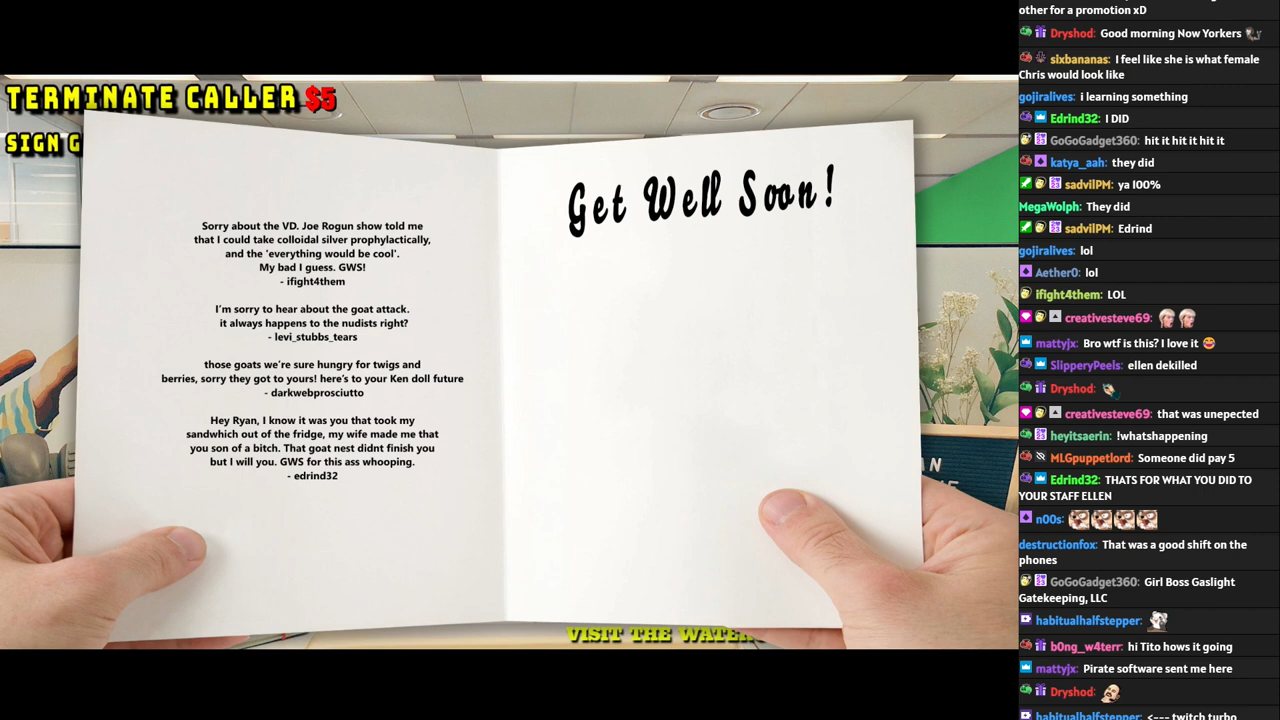 TERMINATE CALLER $5
SIGN G
Get Well Soon!
Sorry about the VD. Joe Rogun show told me
that I could take colloidal silver prophylactically,
and the 'everything would be cool'.
My bad I guess. GWS!
- ifight4them
I'm sorry to hear about the goat attack.
it always happens to the nudists right?
- levi_stubbs_tears
those goats we're sure hungry for twigs and
berries, sorry they got to yours! here's to your Ken doll future
- darkwebprosciutto
Hey Ryan, I know it was you that took my
sandwhich out of the fridge, my wife made me that
you son of a bitch. That goat nest didnt finish you
but I will you. GWS for this ass whooping.
- edrind32
VISIT THE WATER
other for a promotion xD
Dryshod: Good morning Now Yorkers
sixbananas: I feel like she is what female
Chris would look like
gojiralives: i learning something
Edrind32: I DID
GoGoGadget360: hit it hit it hit it
katya_aah: they did
sadvilPM: ya 100%
MegaWolph: They did
sadvilPM: Edrind
gojiralives: lol
Aether0: lol
ifight4them: LOL
creativesteve69:
mattyjx: Bro wtf is this? I love it
SlipperyPeels: ellen dekilled
Dryshod:
creativesteve69: that was unepected
heyitsaerin: !whatshappening
MLGpuppetlord: Someone did pay 5
Edrind32: THATS FOR WHAT YOU DID TO
YOUR STAFF ELLEN
n00s:
destructionfox: That was a good shift on the
phones
GoGoGadget360: Girl Boss Gaslight
Gatekeeping, LLC
habitualhalfstepper:
b0ng_w4terr: hi Tito hows it going
mattyjx: Pirate software sent me here
Dryshod:
habitualhalfstepper: <--- twitch turbo